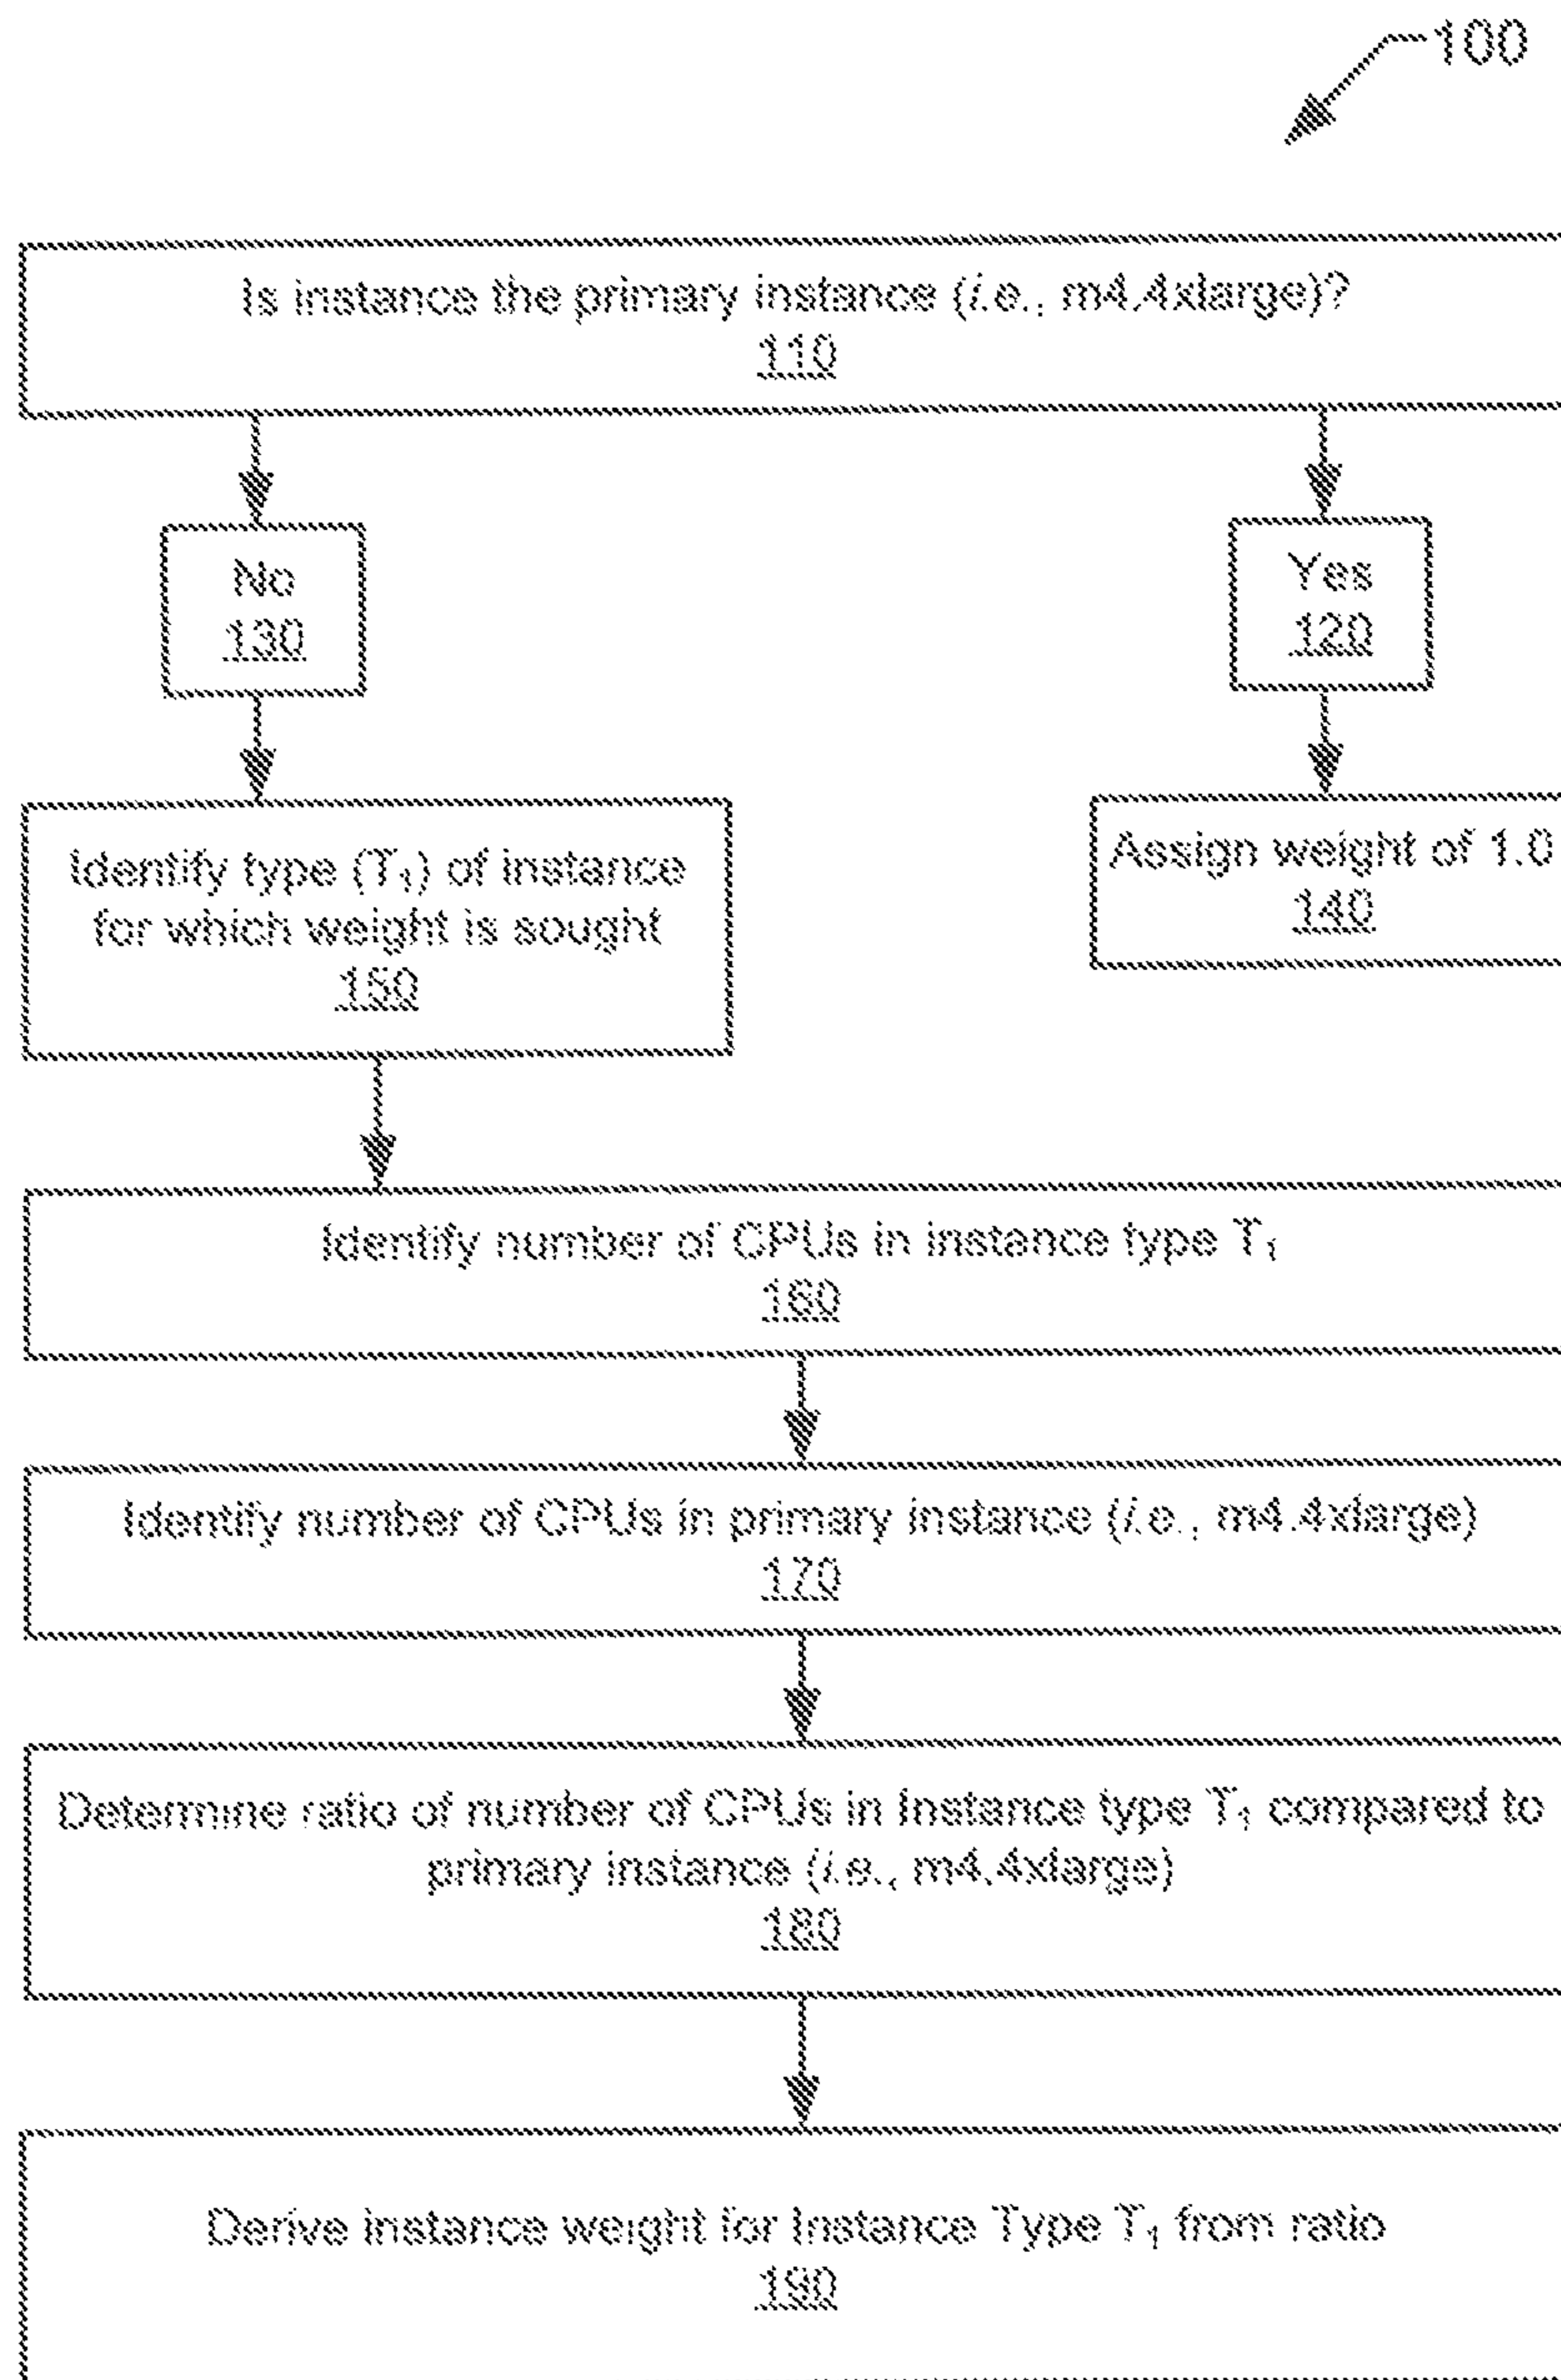 100
Is instance the primary instance (i.e., m4.4xlarge)?
110
No
130
Yes
120
Identify type (T₁) of instance
for which weight is sought
150
Assign weight of 1.0
140
Identify number of CPUs in instance type T₁
160
Identify number of CPUs in primary instance (i.e., m4.4xlarge)
170
Determine ratio of number of CPUs in Instance type T₁ compared to
primary instance (i.e., m4.4xlarge)
180
Derive instance weight for Instance Type T₁ from ratio
190